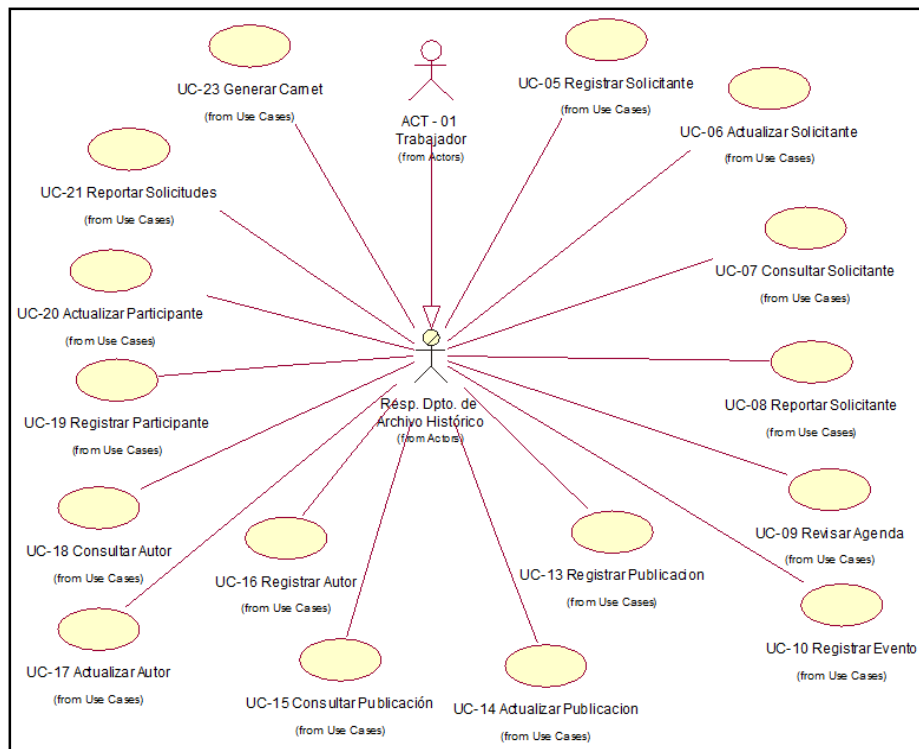 UC-23 Generar Carnet
(from Use Cases)
ACT - 01
Trabajador
(from Actors)
UC-05 Registrar Solicitante
(from Use Cases)
UC-06 Actualizar Solicitante
(from Use Cases)
UC-21 Reportar Solicitudes
(from Use Cases)
UC-07 Consultar Solicitante
(from Use Cases)
UC-20 Actualizar Participante
(from Use Cases)
Resp. Dpto. de
Archivo Histórico
(from Actors)
UC-08 Reportar Solicitante
(from Use Cases)
UC-19 Registrar Participante
(from Use Cases)
UC-09 Revisar Agenda
(from Use Cases)
UC-18 Consultar Autor
(from Use Cases)
UC-16 Registrar Autor
(from Use Cases)
UC-13 Registrar Publicacion
(from Use Cases)
UC-10 Registrar Evento
(from Use Cases)
UC-17 Actualizar Autor
(from Use Cases)
UC-15 Consultar Publicación
(from Use Cases)
UC-14 Actualizar Publicacion
(from Use Cases)